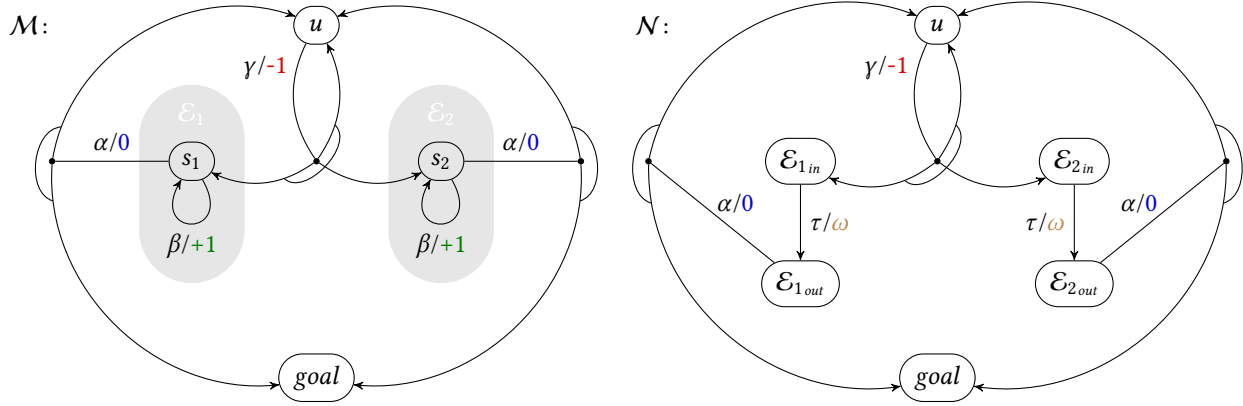 𝓜:
u
γ/-1
ℰ₁
ℰ₂
α/0
s₁
s₂
α/0
β/+1
β/+1
goal
𝓝:
u
γ/-1
ℰ₁ᵢₙ
ℰ₂ᵢₙ
α/0
τ/ω
τ/ω
α/0
ℰ₁ₒᵤₜ
ℰ₂ₒᵤₜ
goal